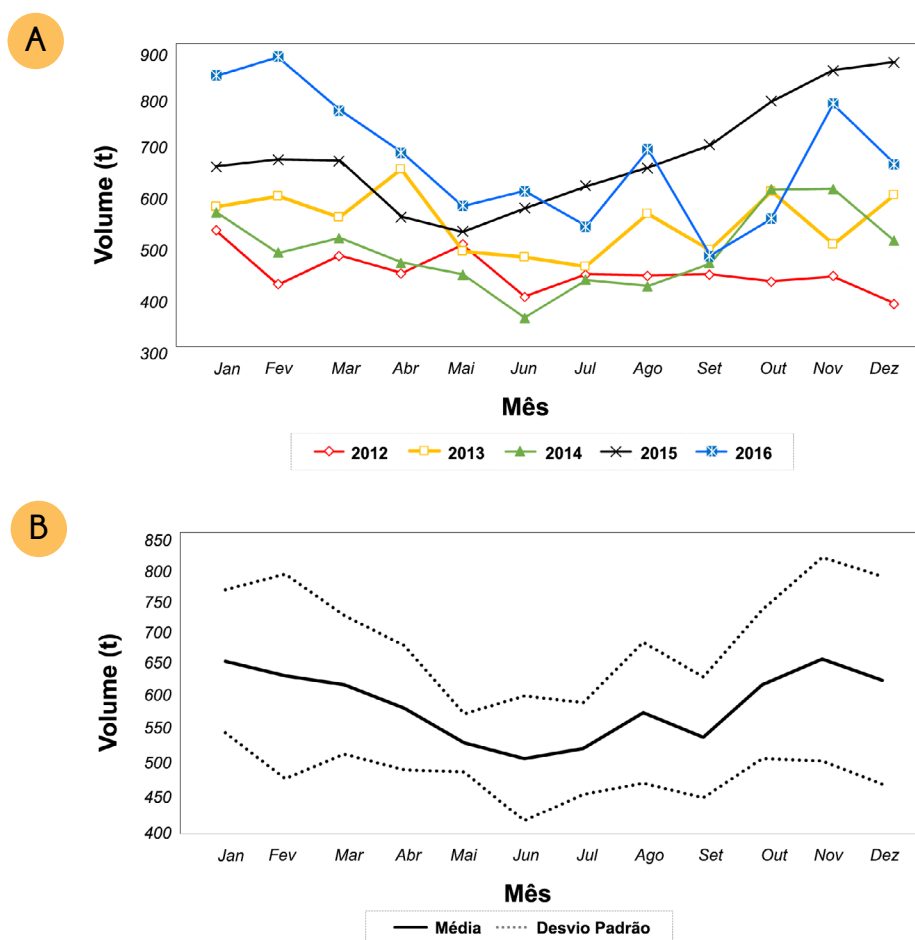 A
900
800
700
600
500
400
300
Volume (t)
Jan Fev Mar Abr Mai Jun Jul Ago Set Out Nov Dez
Mês
2012 2013 2014 2015 2016
B
850
800
750
700
650
600
550
500
450
400
Volume (t)
Jan Fev Mar Abr Mai Jun Jul Ago Set Out Nov Dez
Mês
Média Desvio Padrão